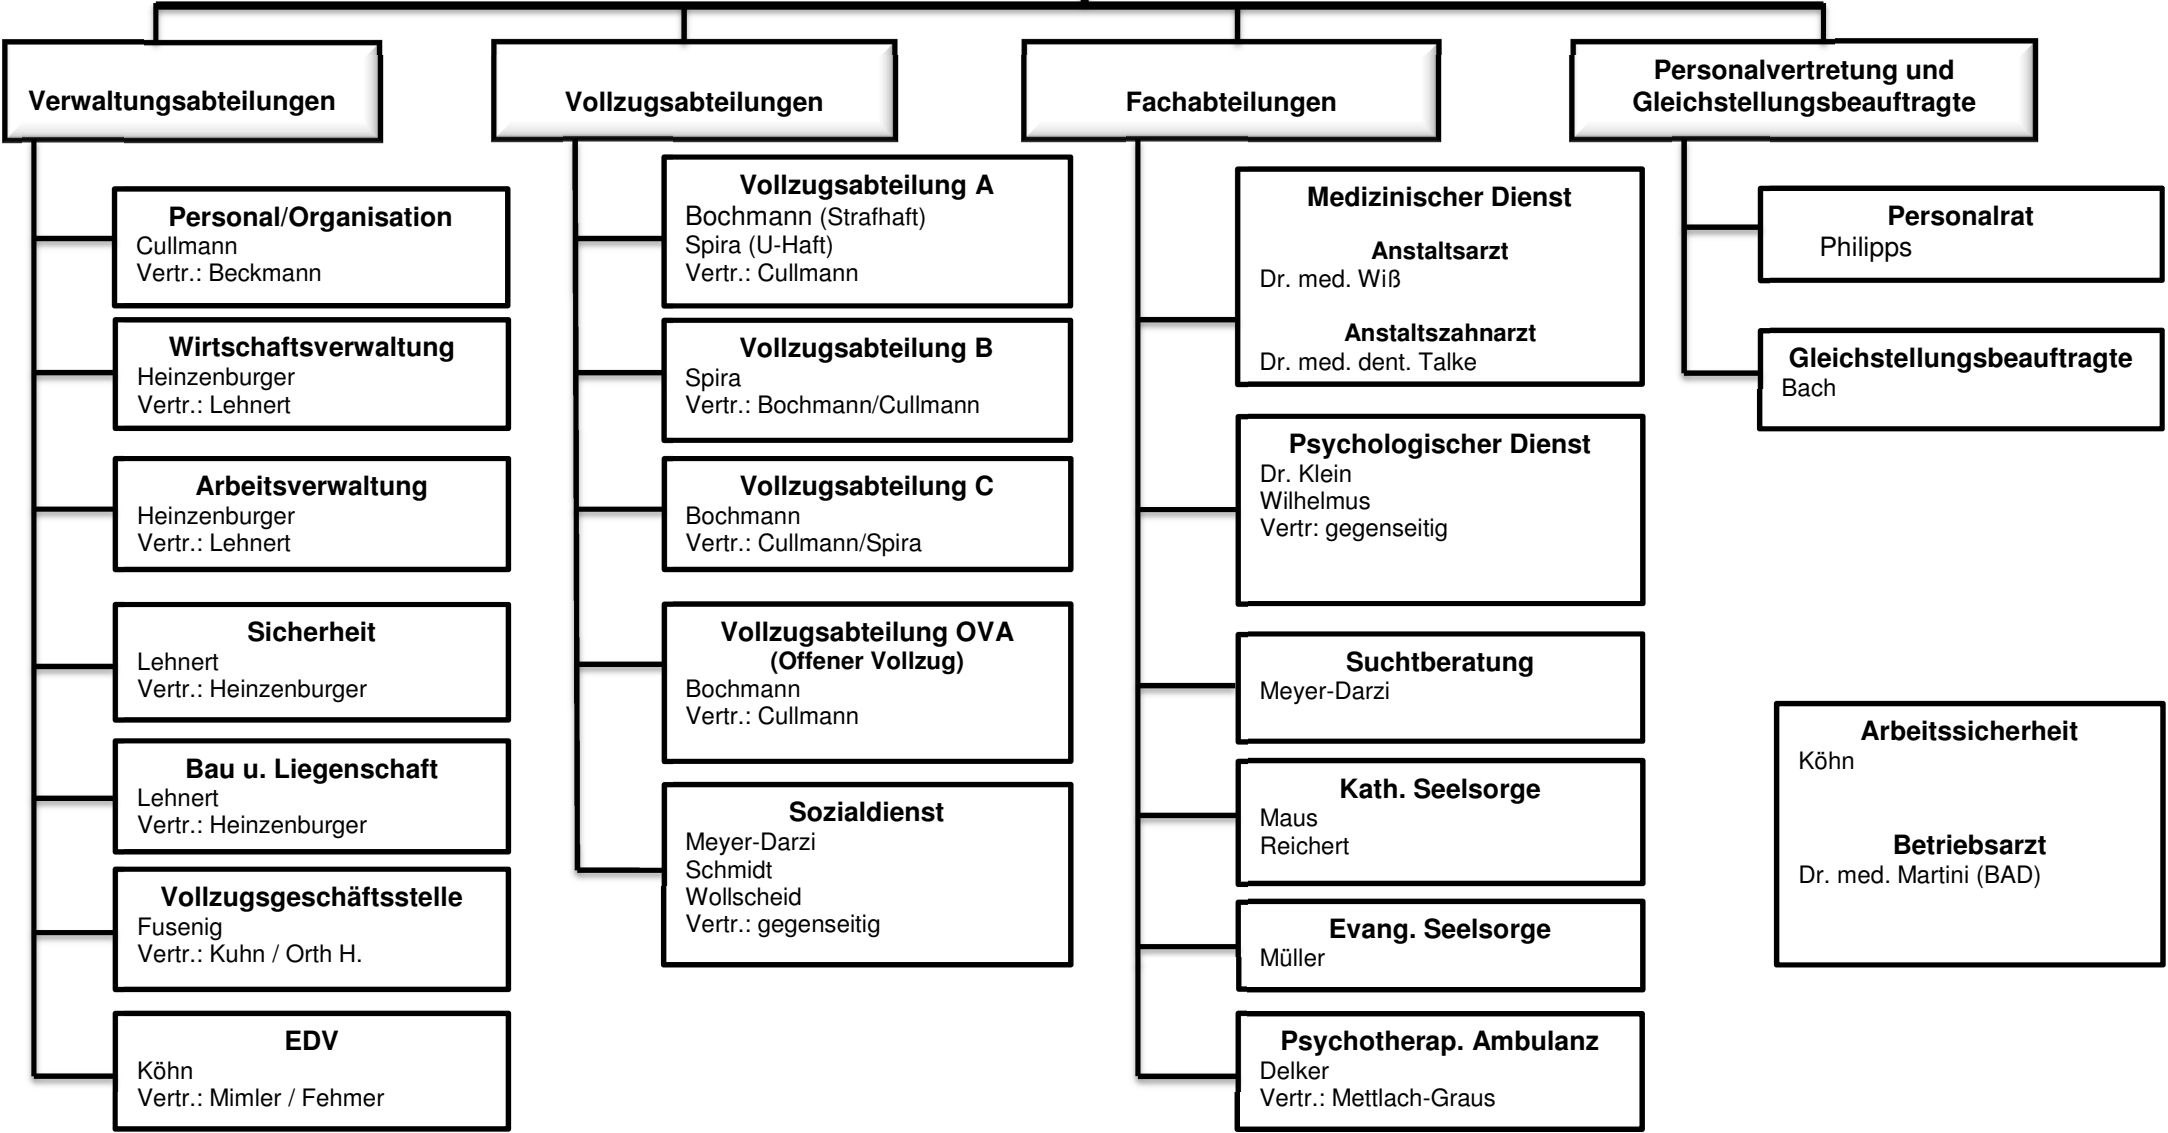 Verwaltungsabteilungen
Personal/Organisation
Cullmann
Vertr.: Beckmann
Wirtschaftsverwaltung
Heinzenburger
Vertr.: Lehnert
Arbeitsverwaltung
Heinzenburger
Vertr.: Lehnert
Sicherheit
Lehnert
Vertr.: Heinzenburger
Bau u. Liegenschaft
Lehnert
Vertr.: Heinzenburger
Vollzugsgeschäftsstelle
Fusenig
Vertr.: Kuhn / Orth H.
EDV
Köhn
Vertr.: Mimler / Fehmer
Vollzugsabteilungen
Vollzugsabteilung A
Bochmann (Strafhaft)
Spira (U-Haft)
Vertr.: Cullmann
Vollzugsabteilung B
Spira
Vertr.: Bochmann/Cullmann
Vollzugsabteilung C
Bochmann
Vertr.: Cullmann/Spira
Vollzugsabteilung OVA
(Offener Vollzug)
Bochmann
Vertr.: Cullmann
Sozialdienst
Meyer-Darzi
Schmidt
Wollscheid
Vertr.: gegenseitig
Fachabteilungen
Medizinischer Dienst
Anstaltsarzt
Dr. med. Wiß
Anstaltszahnarzt
Dr. med. dent. Talke
Psychologischer Dienst
Dr. Klein
Wilhelmus
Vertr: gegenseitig
Suchtberatung
Meyer-Darzi
Kath. Seelsorge
Maus
Reichert
Evang. Seelsorge
Müller
Psychotherap. Ambulanz
Delker
Vertr.: Mettlach-Graus
Personalvertretung und
Gleichstellungsbeauftragte
Personalrat
Philipps
Gleichstellungsbeauftragte
Bach
Arbeitssicherheit
Köhn
Betriebsarzt
Dr. med. Martini (BAD)